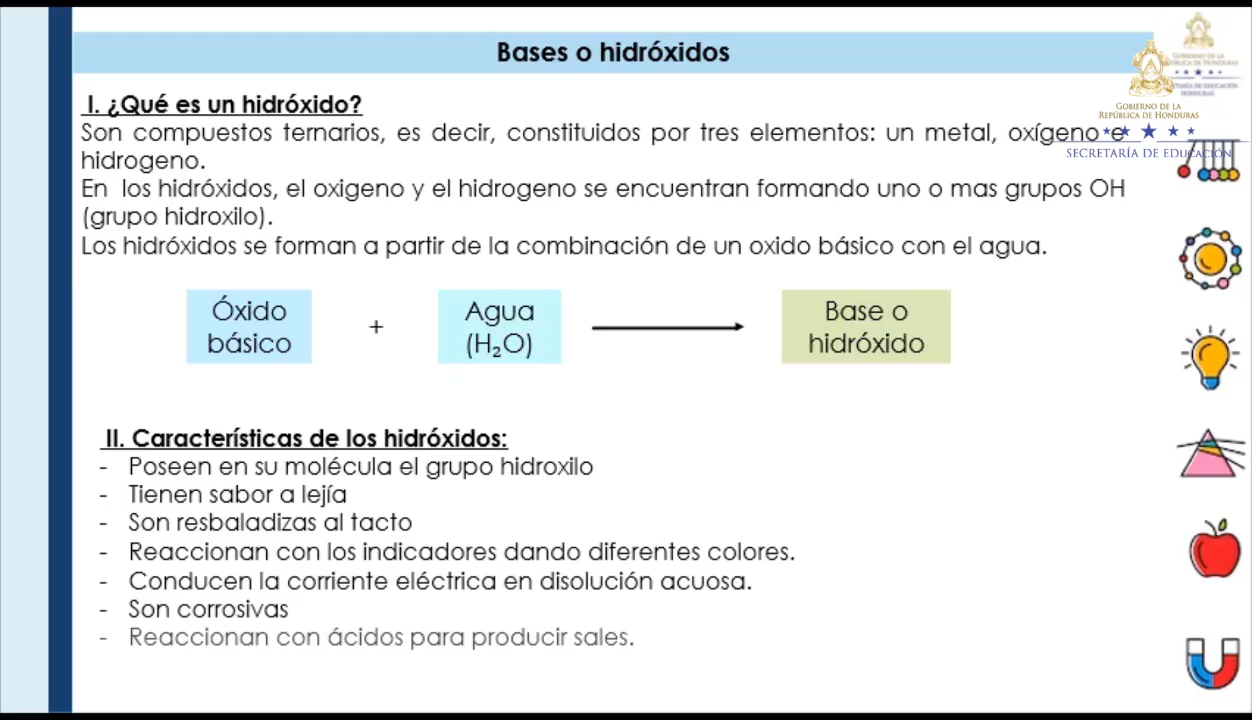 Bases o hidróxidos
I. ¿Qué es un hidróxido?
Son compuestos ternarios, es decir, constituidos por tres elementos: un metal, oxígeno e
hidrogeno.
En los hidróxidos, el oxigeno y el hidrogeno se encuentran formando uno o mas grupos OH
(grupo hidroxilo).
Los hidróxidos se forman a partir de la combinación de un oxido básico con el agua.
Óxido
básico
+
Agua
(H₂O)
Base o
hidróxido
II. Características de los hidróxidos:
- Poseen en su molécula el grupo hidroxilo
- Tienen sabor a lejía
- Son resbaladizas al tacto
- Reaccionan con los indicadores dando diferentes colores.
- Conducen la corriente eléctrica en disolución acuosa.
- Son corrosivas
- Reaccionan con ácidos para producir sales.
GOBIERNO DE LA
REPÚBLICA DE HONDURAS
SECRETARÍA DE EDUCACIÓN